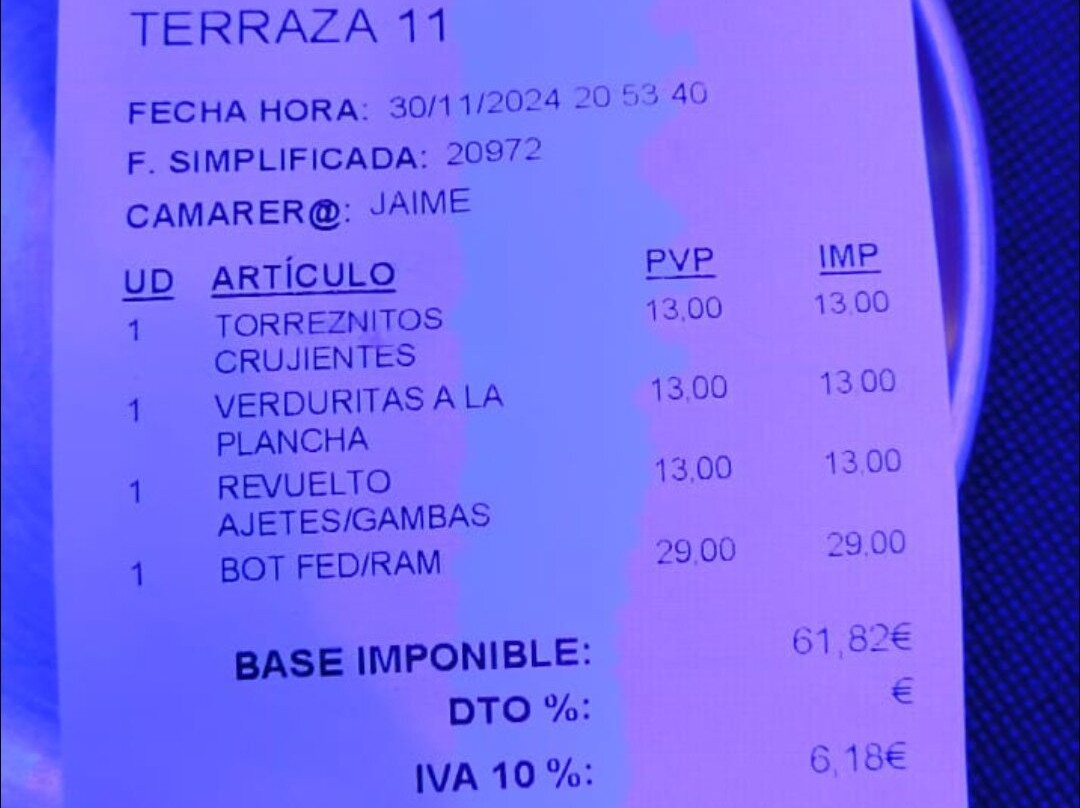 TERRAZA 11
FECHA HORA: 30/11/2024 20 53 40
F. SIMPLIFICADA: 20972
CAMARER@: JAIME
UD ARTÍCULO PVP IMP
1 TORREZNITOS 13,00 13,00
CRUJIENTES
1 VERDURITAS A LA 13,00 13,00
PLANCHA
1 REVUELTO 13,00 13,00
AJETES/GAMBAS
1 BOT FED/RAM 29,00 29,00
BASE IMPONIBLE: 61,82€
DTO %: €
IVA 10 %: 6,18€